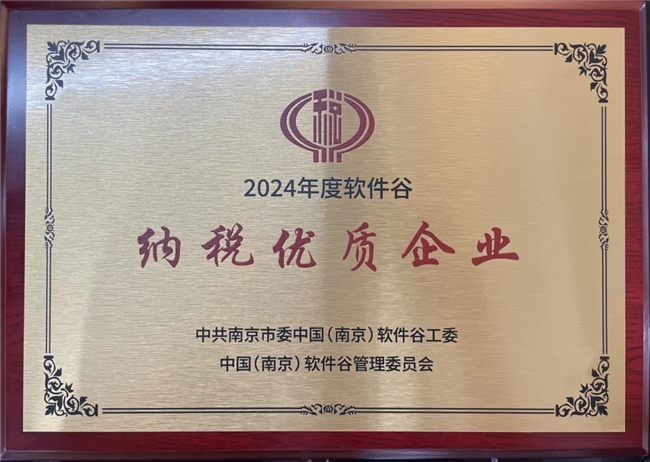 税
2024年度软件谷
纳税优质企业
中共南京市委中国(南京)软件谷工委
中国(南京)软件谷管理委员会